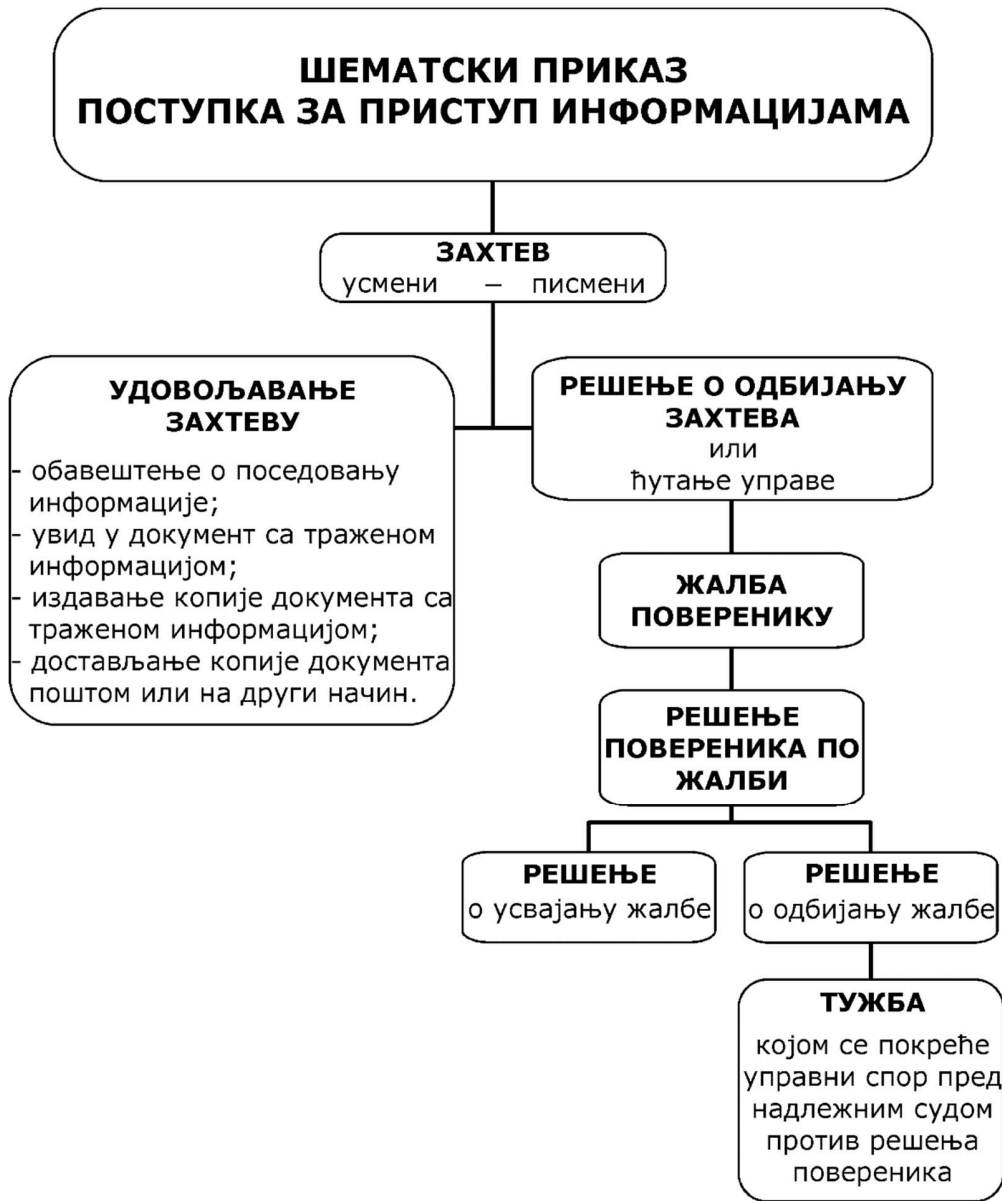 ШЕМАТСКИ ПРИКАЗ
ПОСТУПКА ЗА ПРИСТУП ИНФОРМАЦИЈАМА
ЗАХТЕВ
усмени – писмени
УДОВОЉАВАЊЕ
ЗАХТЕВУ
- обавештење о поседовању
информације;
- увид у документ са траженом
информацијом;
- издавање копије документа са
траженом информацијом;
- достављање копије документа
поштом или на други начин.
РЕШЕЊЕ О ОДБИЈАЊУ
ЗАХТЕВА
или
ћутање управе
ЖАЛБА
ПОВЕРЕНИКУ
РЕШЕЊЕ
ПОВЕРЕНИКА ПО
ЖАЛБИ
РЕШЕЊЕ
о усвајању жалбе
РЕШЕЊЕ
о одбијању жалбе
ТУЖБА
којом се покреће
управни спор пред
надлежним судом
против решења
повереника